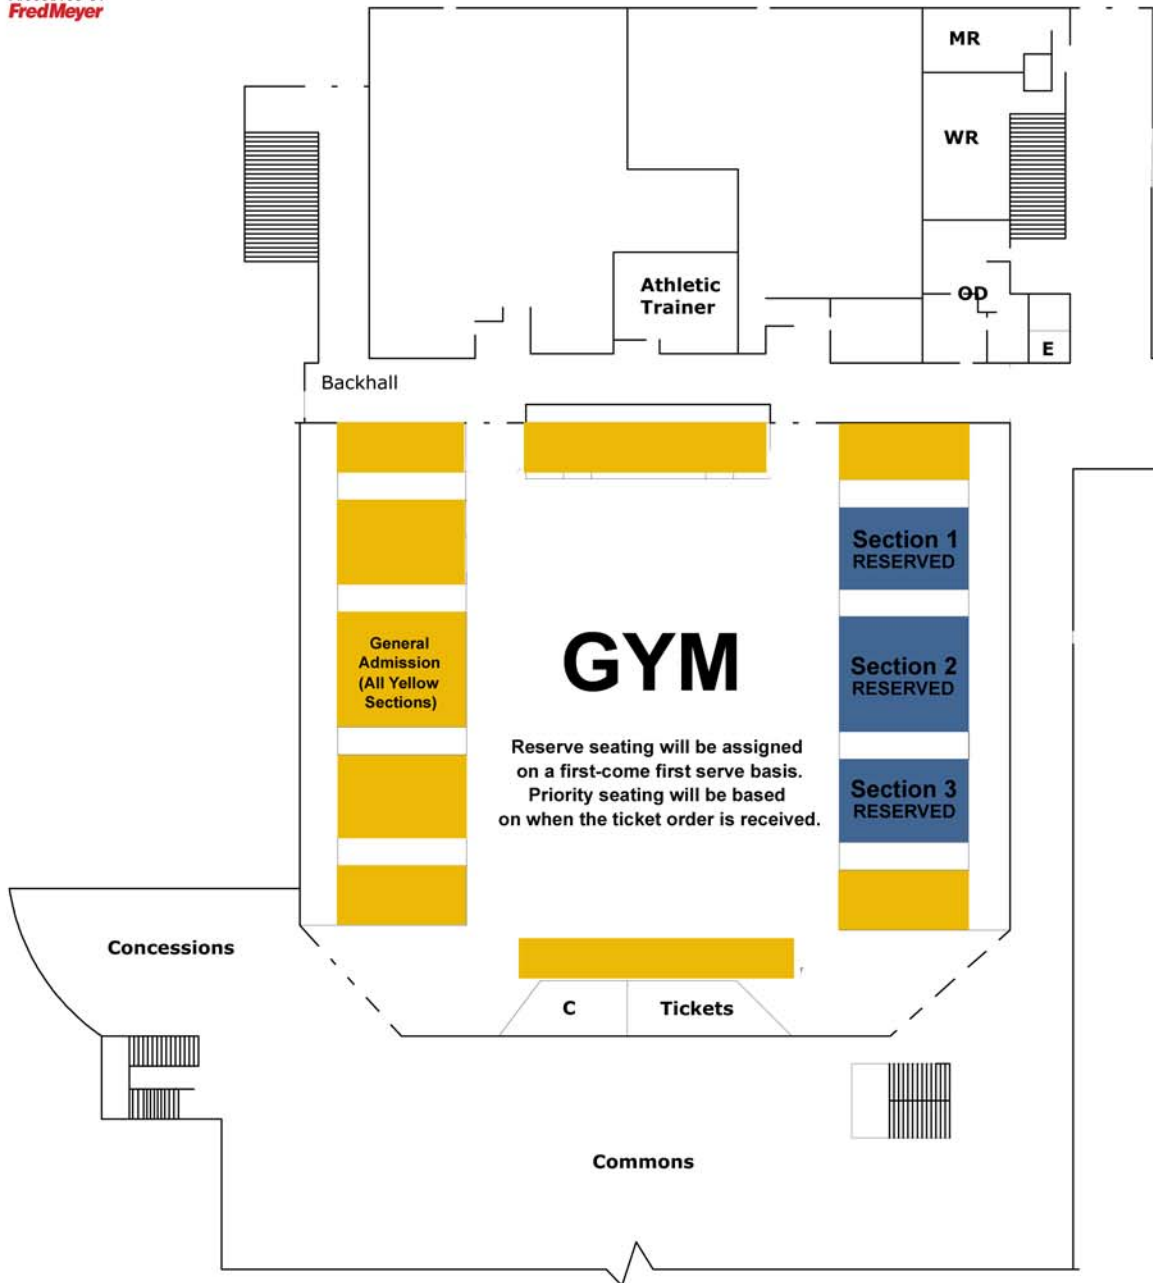 FredMeyer
MR
WR
Athletic
Trainer
OD
E
Backhall
Section 1
RESERVED
General
Admission
(All Yellow
Sections)
GYM
Section 2
RESERVED
Reserve seating will be assigned
on a first-come first serve basis.
Priority seating will be based
on when the ticket order is received.
Section 3
RESERVED
Concessions
C
Tickets
Commons